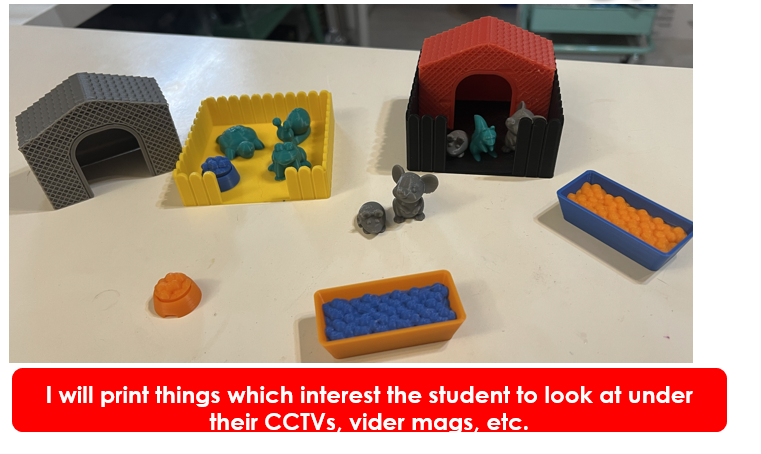 I will print things which interest the student to look at under
their CCTVs, vider mags, etc.